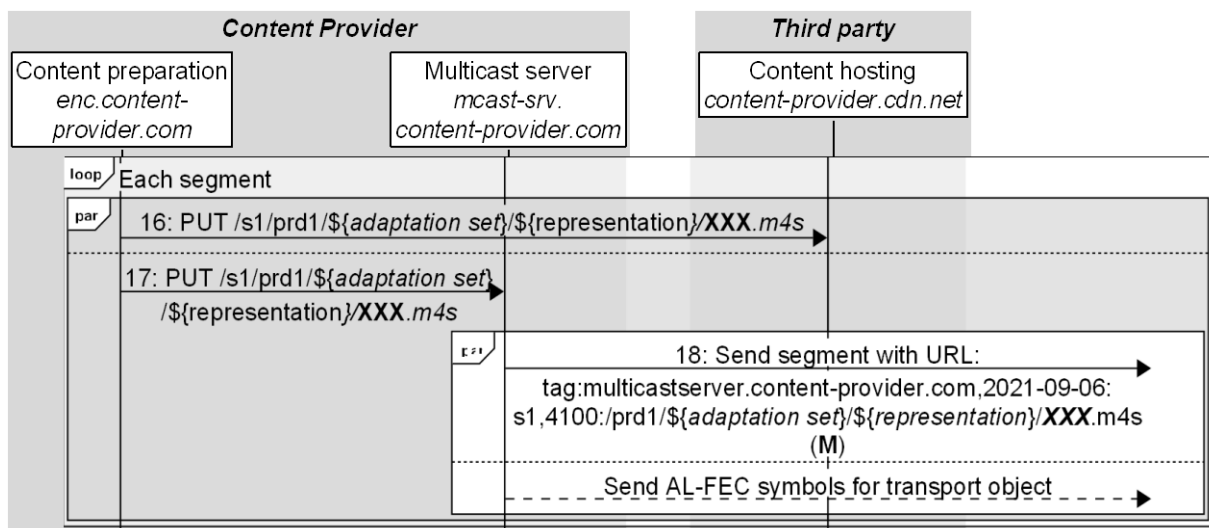 Content Provider
Third party
Content preparation
enc.content-
provider.com
Multicast server
mcast-srv.
content-provider.com
Content hosting
content-provider.cdn.net
loop
Each segment
par
16: PUT /s1/prd1/${adaptation set}/${representation}/XXX.m4s
17: PUT /s1/prd1/${adaptation set}
/${representation}/XXX.m4s
18: Send segment with URL:
tag:multicastserver.content-provider.com,2021-09-06:
s1,4100:/prd1/${adaptation set}/${representation}/XXX.m4s
(M)
Send AL-FEC symbols for transport object